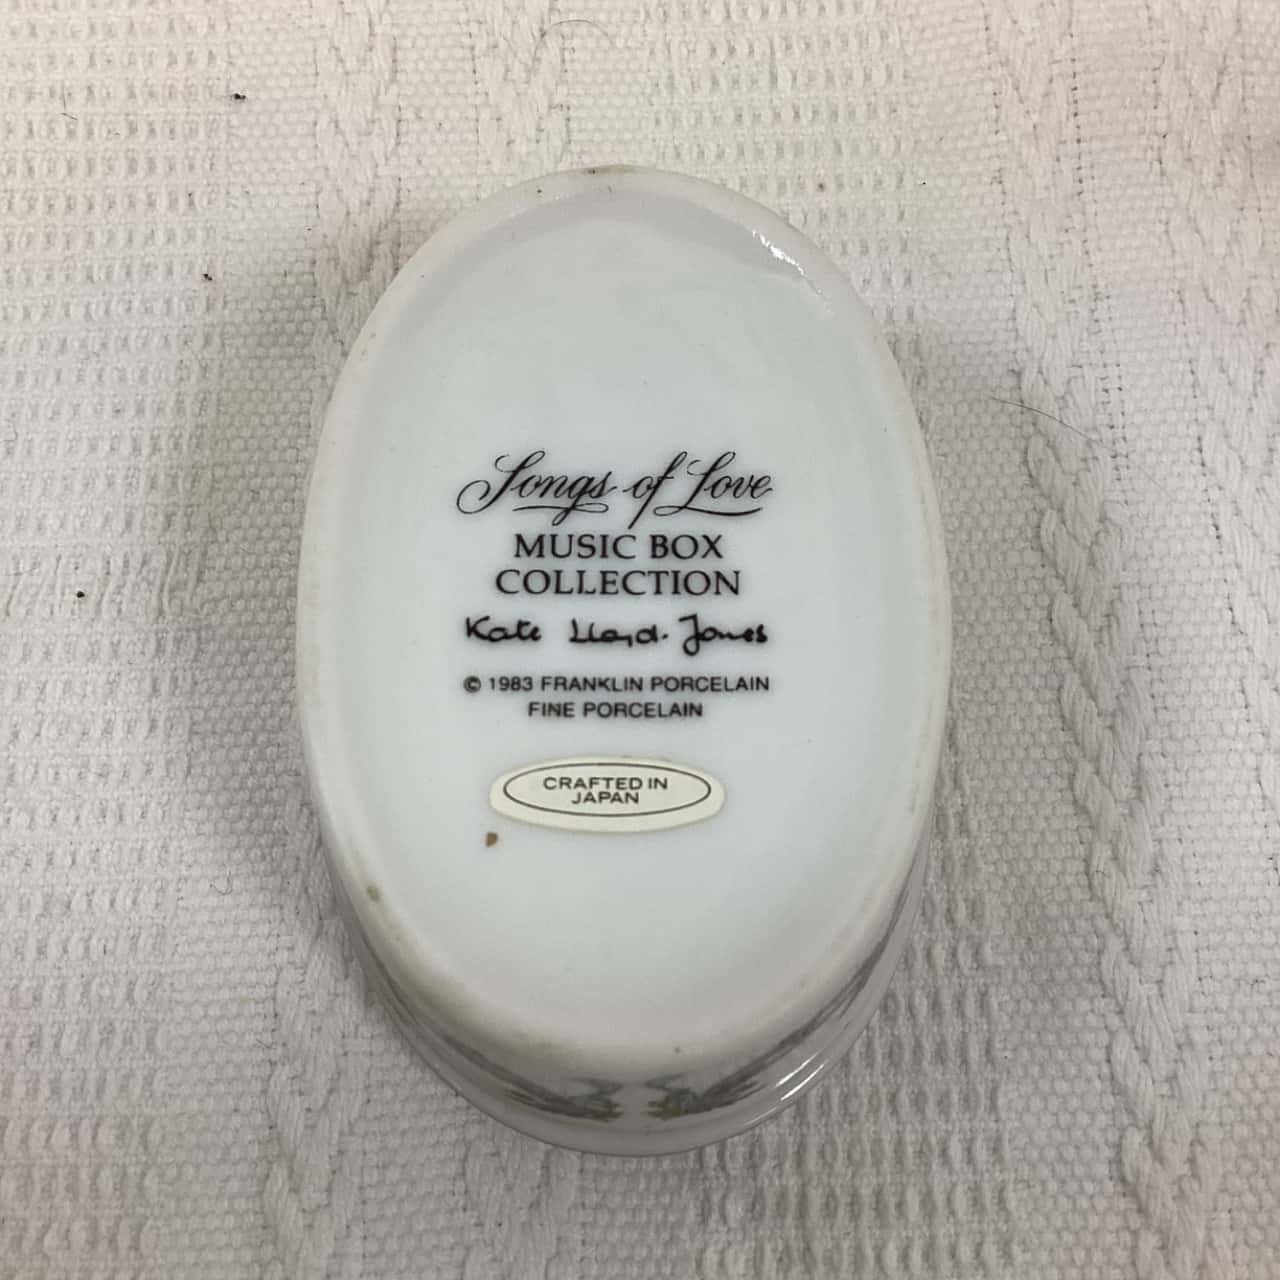 Songs of Love
MUSIC BOX
COLLECTION
Kate Lloyd-Jones
© 1983 FRANKLIN PORCELAIN
FINE PORCELAIN
CRAFTED IN
JAPAN